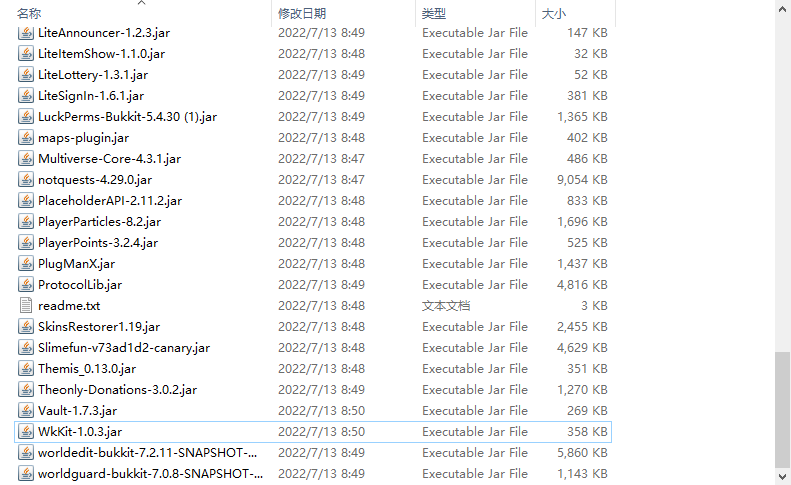 名称 修改日期 类型 大小
LiteAnnouncer-1.2.3.jar 2022/7/13 8:49 Executable Jar File 147 KB
LiteItemShow-1.1.0.jar 2022/7/13 8:48 Executable Jar File 32 KB
LiteLottery-1.3.1.jar 2022/7/13 8:49 Executable Jar File 52 KB
LiteSignIn-1.6.1.jar 2022/7/13 8:49 Executable Jar File 381 KB
LuckPerms-Bukkit-5.4.30 (1).jar 2022/7/13 8:49 Executable Jar File 1,365 KB
maps-plugin.jar 2022/7/13 8:48 Executable Jar File 402 KB
Multiverse-Core-4.3.1.jar 2022/7/13 8:47 Executable Jar File 486 KB
notquests-4.29.0.jar 2022/7/13 8:47 Executable Jar File 9,054 KB
PlaceholderAPI-2.11.2.jar 2022/7/13 8:48 Executable Jar File 833 KB
PlayerParticles-8.2.jar 2022/7/13 8:49 Executable Jar File 1,696 KB
PlayerPoints-3.2.4.jar 2022/7/13 8:48 Executable Jar File 525 KB
PlugManX.jar 2022/7/13 8:48 Executable Jar File 1,437 KB
ProtocolLib.jar 2022/7/13 8:49 Executable Jar File 4,816 KB
readme.txt 2022/7/13 8:48 文本文档 3 KB
SkinsRestorer1.19.jar 2022/7/13 8:48 Executable Jar File 2,455 KB
Slimefun-v73ad1d2-canary.jar 2022/7/13 8:48 Executable Jar File 4,629 KB
Themis_0.13.0.jar 2022/7/13 8:48 Executable Jar File 351 KB
Theonly-Donations-3.0.2.jar 2022/7/13 8:49 Executable Jar File 1,270 KB
Vault-1.7.3.jar 2022/7/13 8:50 Executable Jar File 269 KB
WkKit-1.0.3.jar 2022/7/13 8:50 Executable Jar File 358 KB
worldedit-bukkit-7.2.11-SNAPSHOT-... 2022/7/13 8:49 Executable Jar File 5,860 KB
worldguard-bukkit-7.0.8-SNAPSHOT-... 2022/7/13 8:49 Executable Jar File 1,143 KB